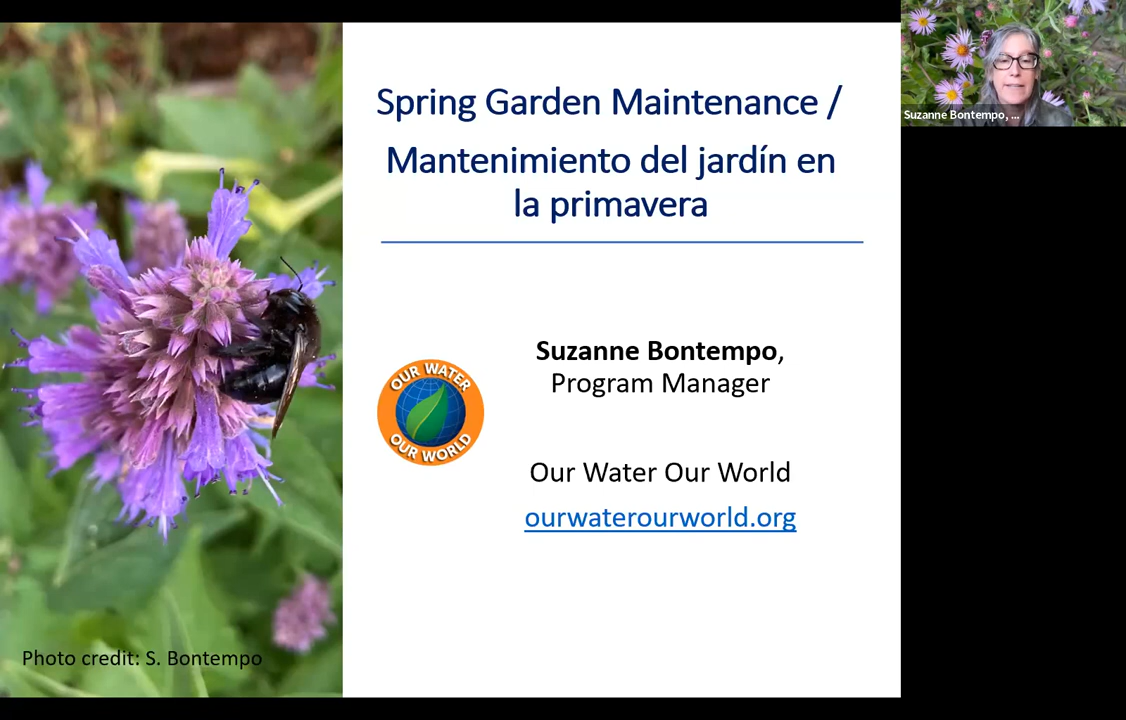 Spring Garden Maintenance /
Mantenimiento del jardín en
la primavera
Suzanne Bontempo, ...
Suzanne Bontempo,
Program Manager
OUR WATER
OUR WORLD
Our Water Our World
ourwaterourworld.org
Photo credit: S. Bontempo